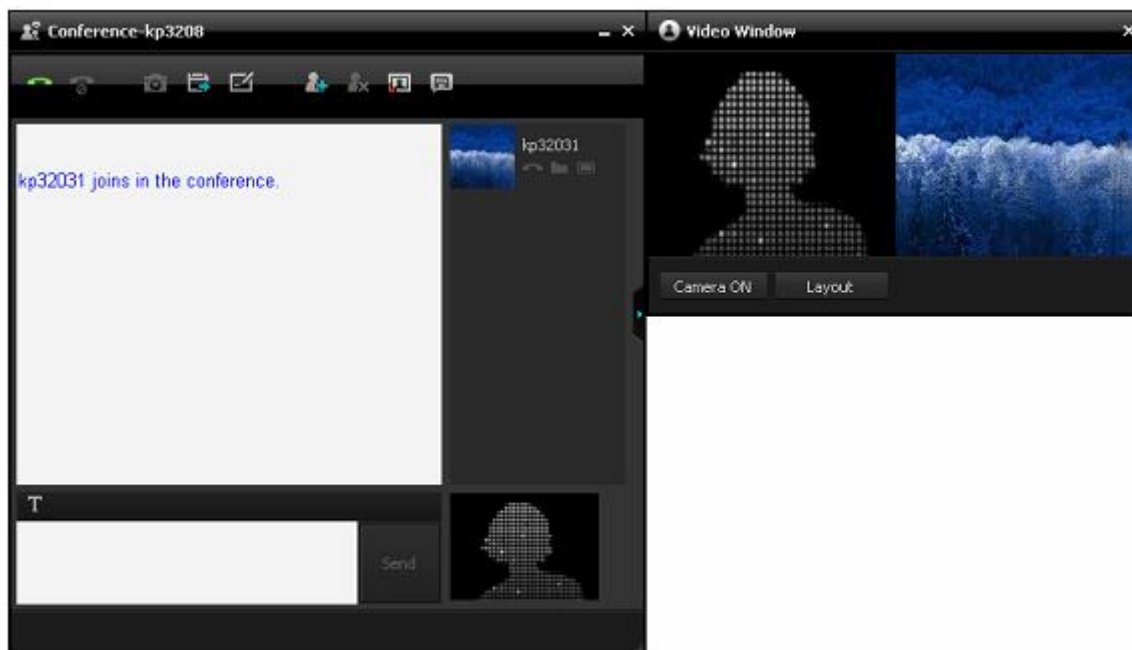 Conference-kp3208
kp32031 joins in the conference.
kp32031
T
Send
Video Window
Camera ON
Layout